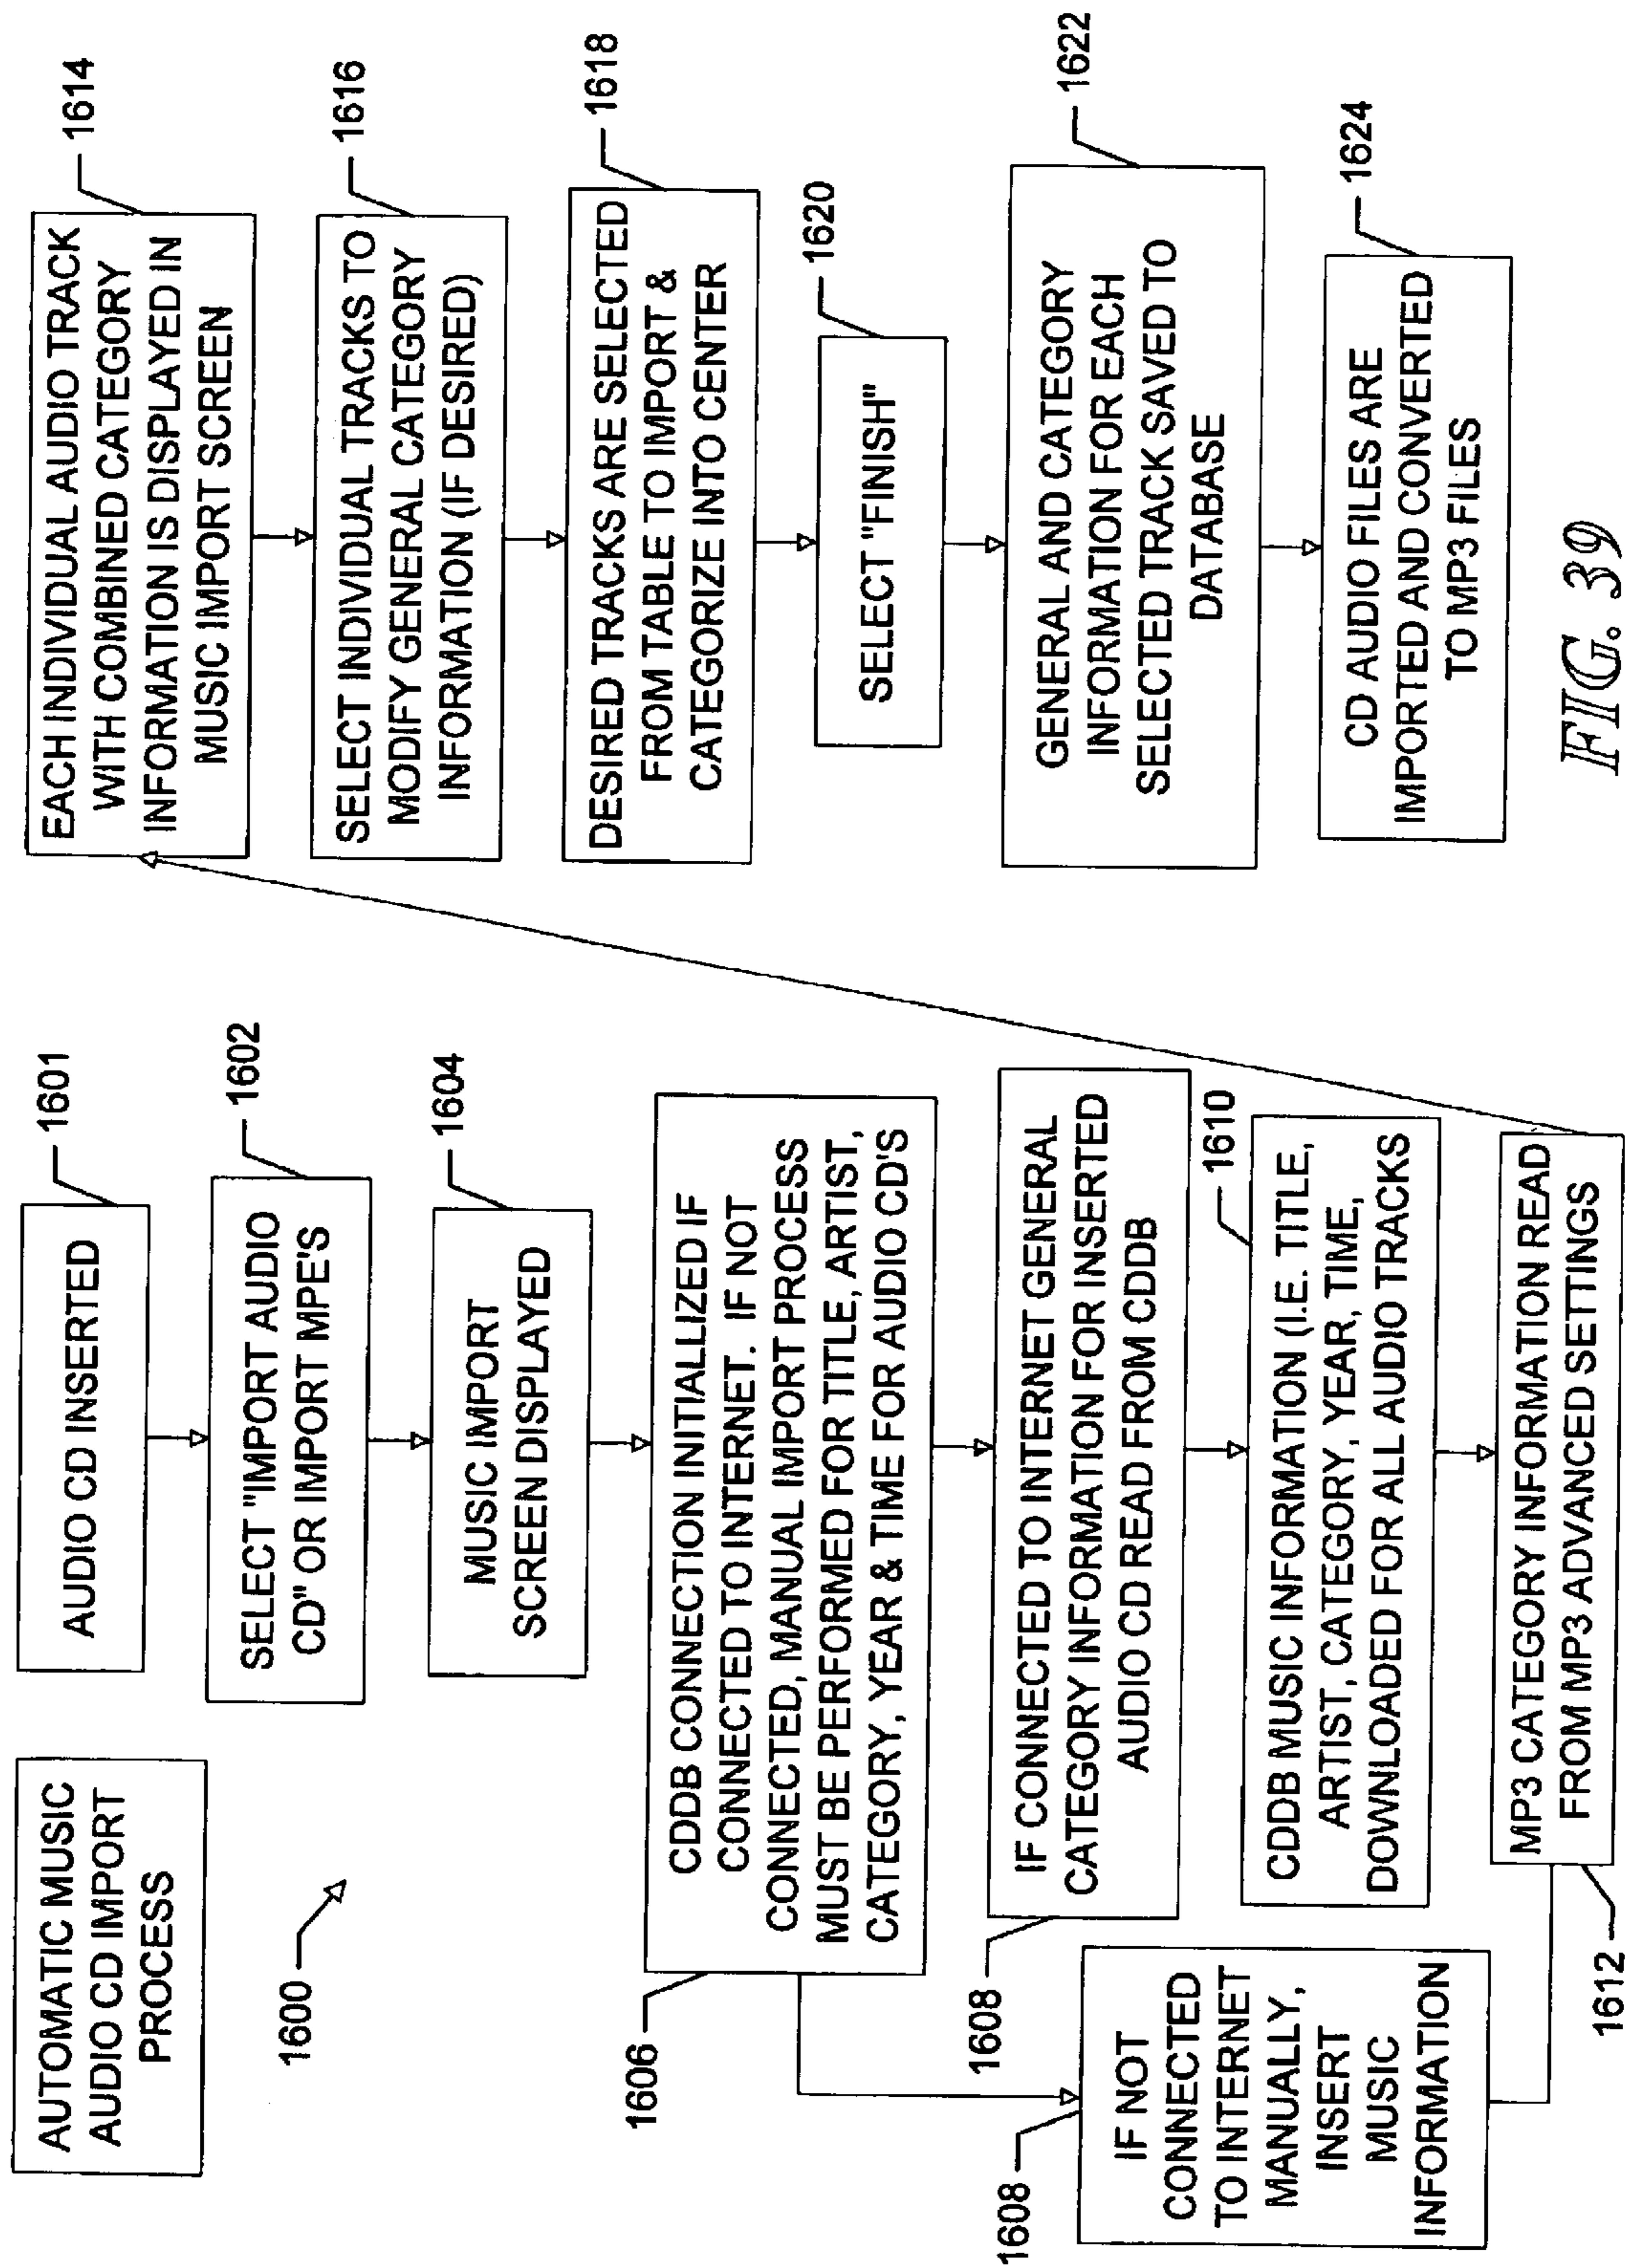 AUTOMATIC MUSIC
AUDIO CD IMPORT
PROCESS
1600
AUDIO CD INSERTED
1601
SELECT "IMPORT AUDIO
CD" OR IMPORT MPE'S
1602
MUSIC IMPORT
SCREEN DISPLAYED
1604
CDDB CONNECTION INITIALLIZED IF
CONNECTED TO INTERNET. IF NOT
CONNECTED, MANUAL IMPORT PROCESS
MUST BE PERFORMED FOR TITLE, ARTIST,
CATEGORY, YEAR & TIME FOR AUDIO CD'S
1606
IF CONNECTED TO INTERNET GENERAL
CATEGORY INFORMATION FOR INSERTED
AUDIO CD READ FROM CDDB
1608
IF NOT
CONNECTED
TO INTERNET
MANUALLY,
INSERT
MUSIC
INFORMATION
1608
CDDB MUSIC INFORMATION (I.E. TITLE,
ARTIST, CATEGORY, YEAR, TIME,
DOWNLOADED FOR ALL AUDIO TRACKS
1610
MP3 CATEGORY INFORMATION READ
FROM MP3 ADVANCED SETTINGS
1612
EACH INDIVIDUAL AUDIO TRACK
WITH COMBINED CATEGORY
INFORMATION IS DISPLAYED IN
MUSIC IMPORT SCREEN
1614
SELECT INDIVIDUAL TRACKS TO
MODIFY GENERAL CATEGORY
INFORMATION (IF DESIRED)
1616
DESIRED TRACKS ARE SELECTED
FROM TABLE TO IMPORT &
CATEGORIZE INTO CENTER
1618
SELECT "FINISH"
1620
GENERAL AND CATEGORY
INFORMATION FOR EACH
SELECTED TRACK SAVED TO
DATABASE
1622
CD AUDIO FILES ARE
IMPORTED AND CONVERTED
TO MP3 FILES
1624
FIG. 39